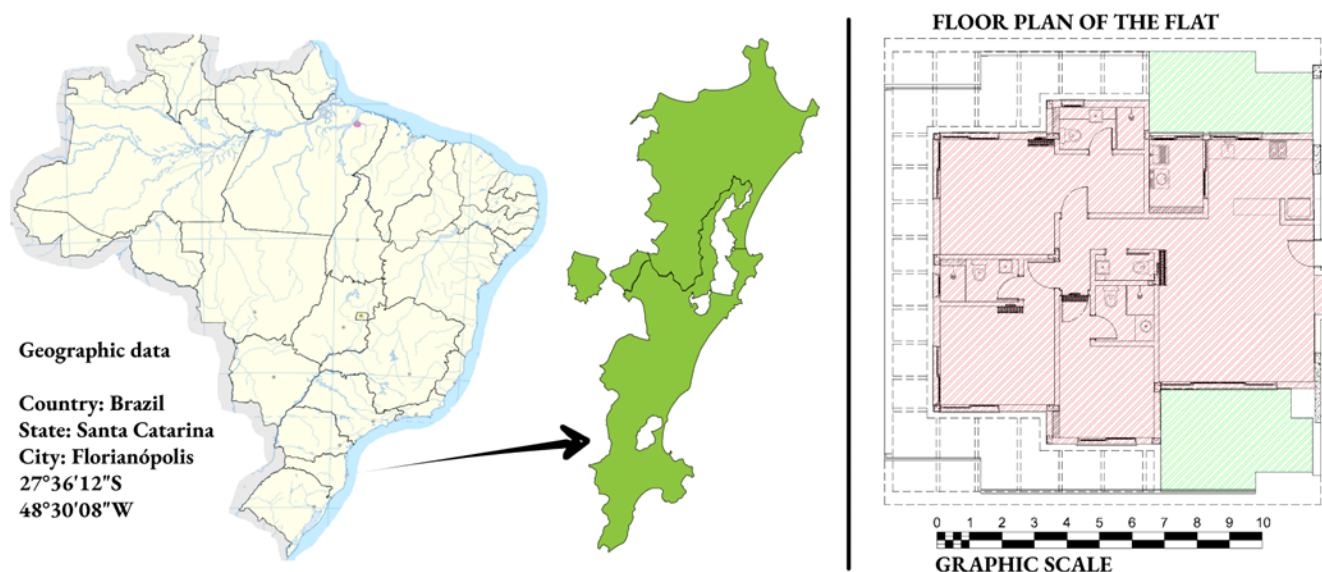 FLOOR PLAN OF THE FLAT
Geographic data
Country: Brazil
State: Santa Catarina
City: Florianópolis
27°36'12"S
48°30'08"W
0 1 2 3 4 5 6 7 8 9 10
GRAPHIC SCALE